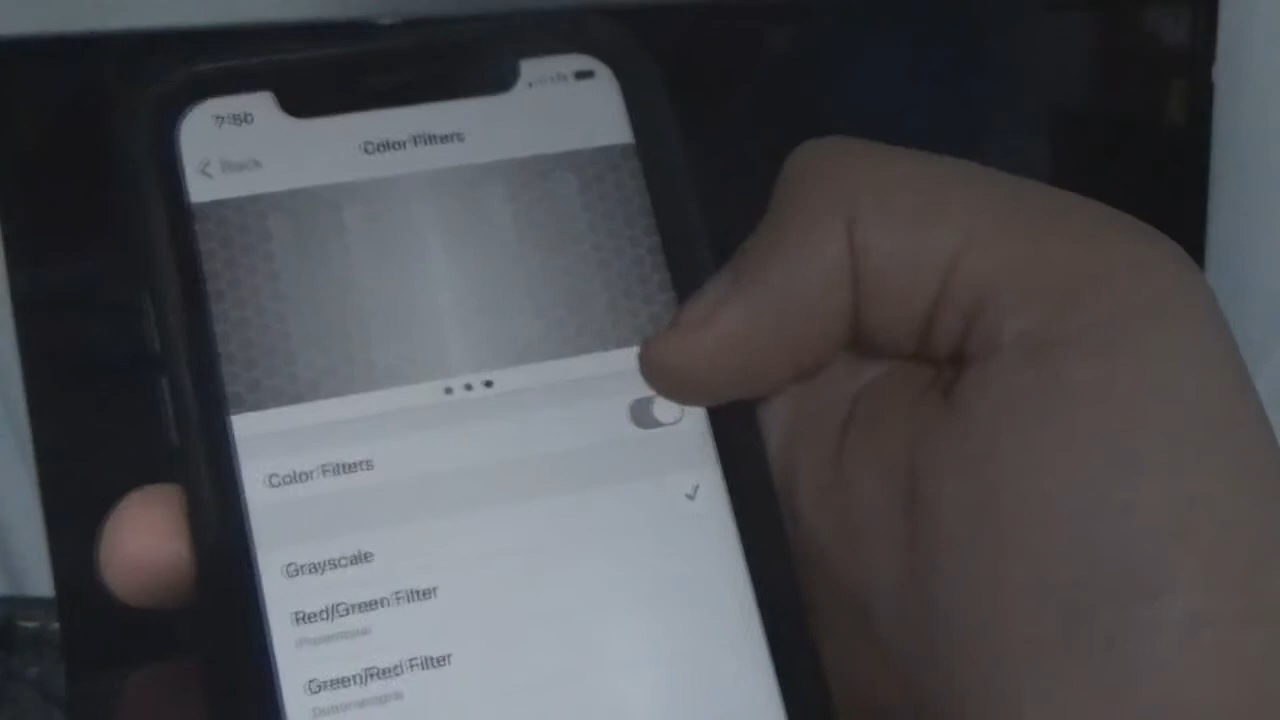 7:50
Color Filters
Back
Color Filters
Grayscale
Red/Green Filter
Green/Red Filter